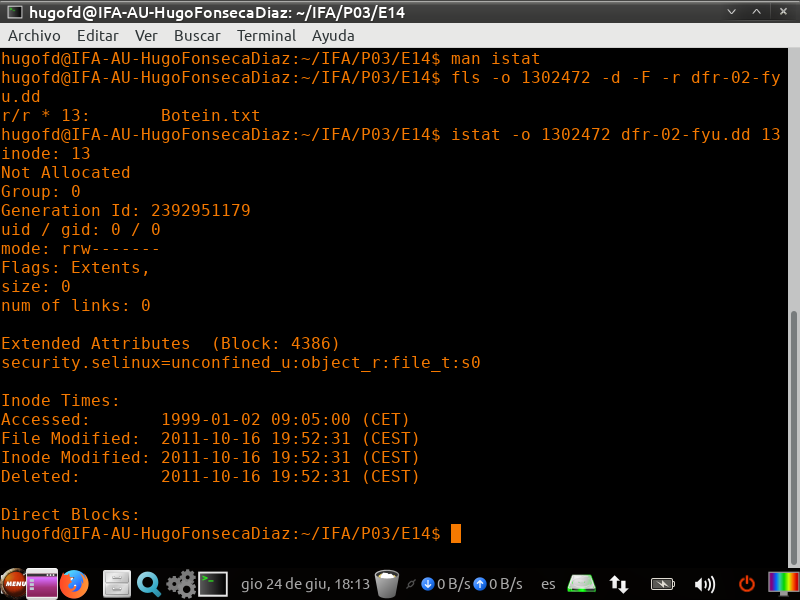 hugofd@IFA-AU-HugoFonsecaDiaz: ~/IFA/P03/E14
Archivo Editar Ver Buscar Terminal Ayuda
hugofd@IFA-AU-HugoFonsecaDiaz:~/IFA/P03/E14$ man istat
hugofd@IFA-AU-HugoFonsecaDiaz:~/IFA/P03/E14$ fls -o 1302472 -d -F -r dfr-02-fy
u.dd
r/r * 13:       Botein.txt
hugofd@IFA-AU-HugoFonsecaDiaz:~/IFA/P03/E14$ istat -o 1302472 dfr-02-fyu.dd 13
inode: 13
Not Allocated
Group: 0
Generation Id: 2392951179
uid / gid: 0 / 0
mode: rrw-------
Flags: Extents,
size: 0
num of links: 0
Extended Attributes  (Block: 4386)
security.selinux=unconfined_u:object_r:file_t:s0
Inode Times:
Accessed:       1999-01-02 09:05:00 (CET)
File Modified:  2011-10-16 19:52:31 (CEST)
Inode Modified: 2011-10-16 19:52:31 (CEST)
Deleted:        2011-10-16 19:52:31 (CEST)
Direct Blocks:
hugofd@IFA-AU-HugoFonsecaDiaz:~/IFA/P03/E14$
MENU gio 24 de giu, 18:13 0 B/s 0 B/s es